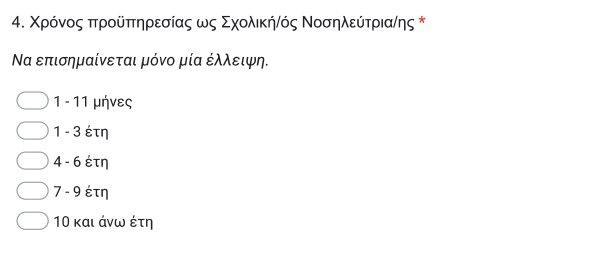 4. Χρόνος προϋπηρεσίας ως Σχολική/ός Νοσηλεύτρια/ης *
Να επισημαίνεται μόνο μία έλλειψη.
1 - 11 μήνες
1 - 3 έτη
4 - 6 έτη
7 - 9 έτη
10 και άνω έτη